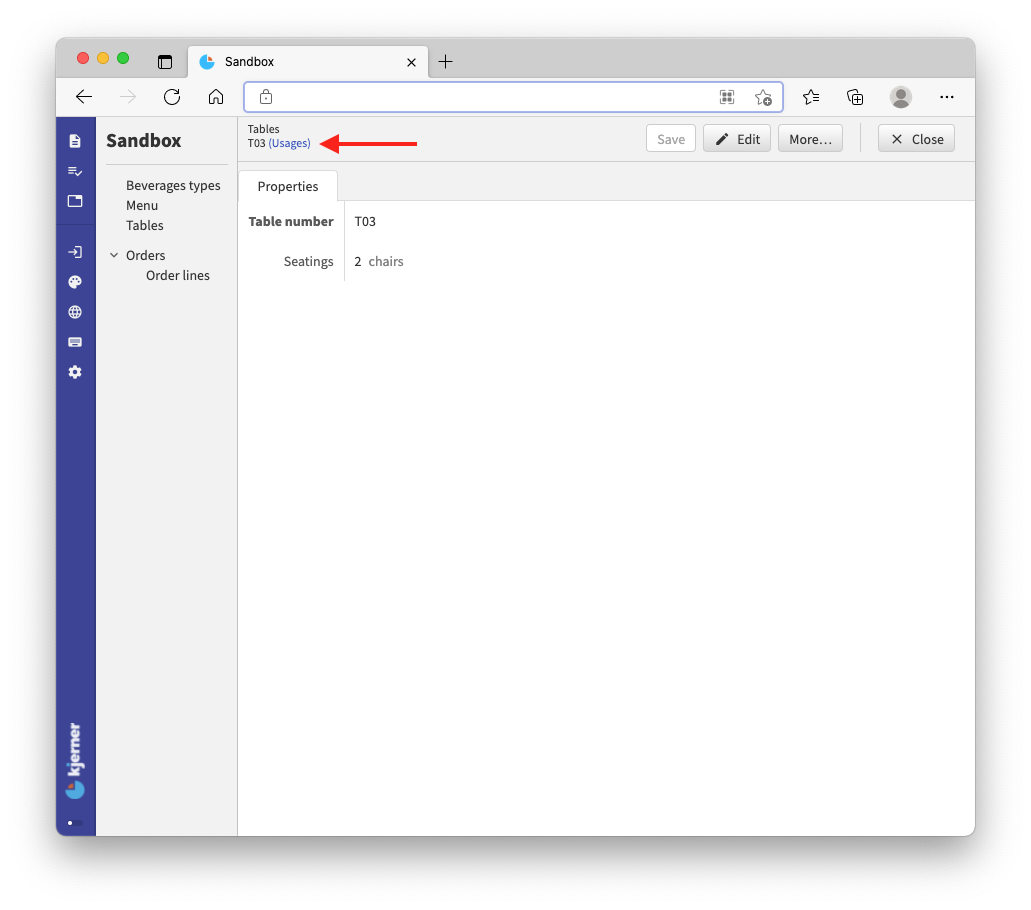 Sandbox
Sandbox
Beverages types
Menu
Tables
Orders
Order lines
kjerner
Tables
T03 (Usages)
Save
Edit
More...
Close
Properties
Table number T03
Seatings 2 chairs